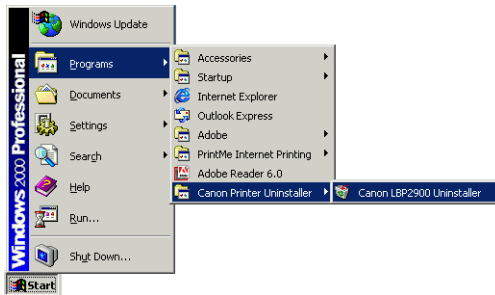 Windows 2000 Professional
Windows Update
Programs
Documents
Settings
Search
Help
Run...
Shut Down...
Start
Accessories
Startup
Internet Explorer
Outlook Express
Adobe
PrintMe Internet Printing
Adobe Reader 6.0
Canon Printer Uninstaller
Canon LBP2900 Uninstaller